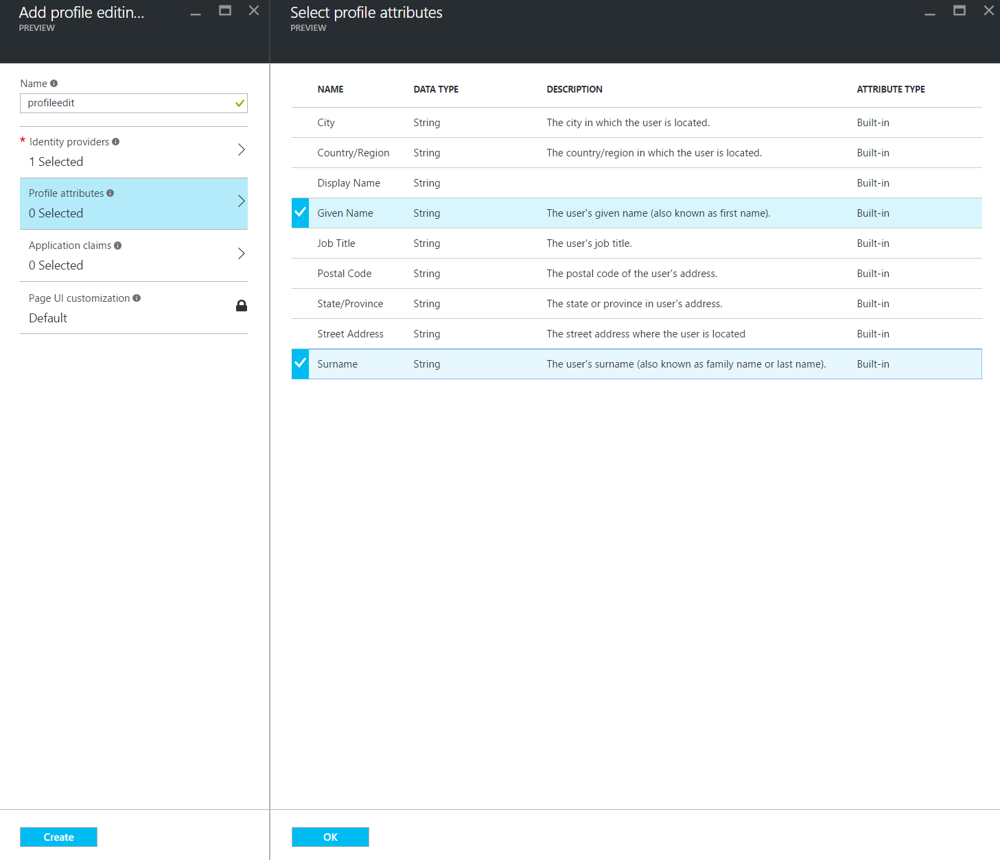 Add profile editin...
PREVIEW
Name
profileedit
* Identity providers
1 Selected
Profile attributes
0 Selected
Application claims
0 Selected
Page UI customization
Default
Create
Select profile attributes
PREVIEW
NAME DATA TYPE DESCRIPTION ATTRIBUTE TYPE
City String The city in which the user is located. Built-in
Country/Region String The country/region in which the user is located. Built-in
Display Name String Built-in
Given Name String The user's given name (also known as first name). Built-in
Job Title String The user's job title. Built-in
Postal Code String The postal code of the user's address. Built-in
State/Province String The state or province in user's address. Built-in
Street Address String The street address where the user is located Built-in
Surname String The user's surname (also known as family name or last name). Built-in
OK